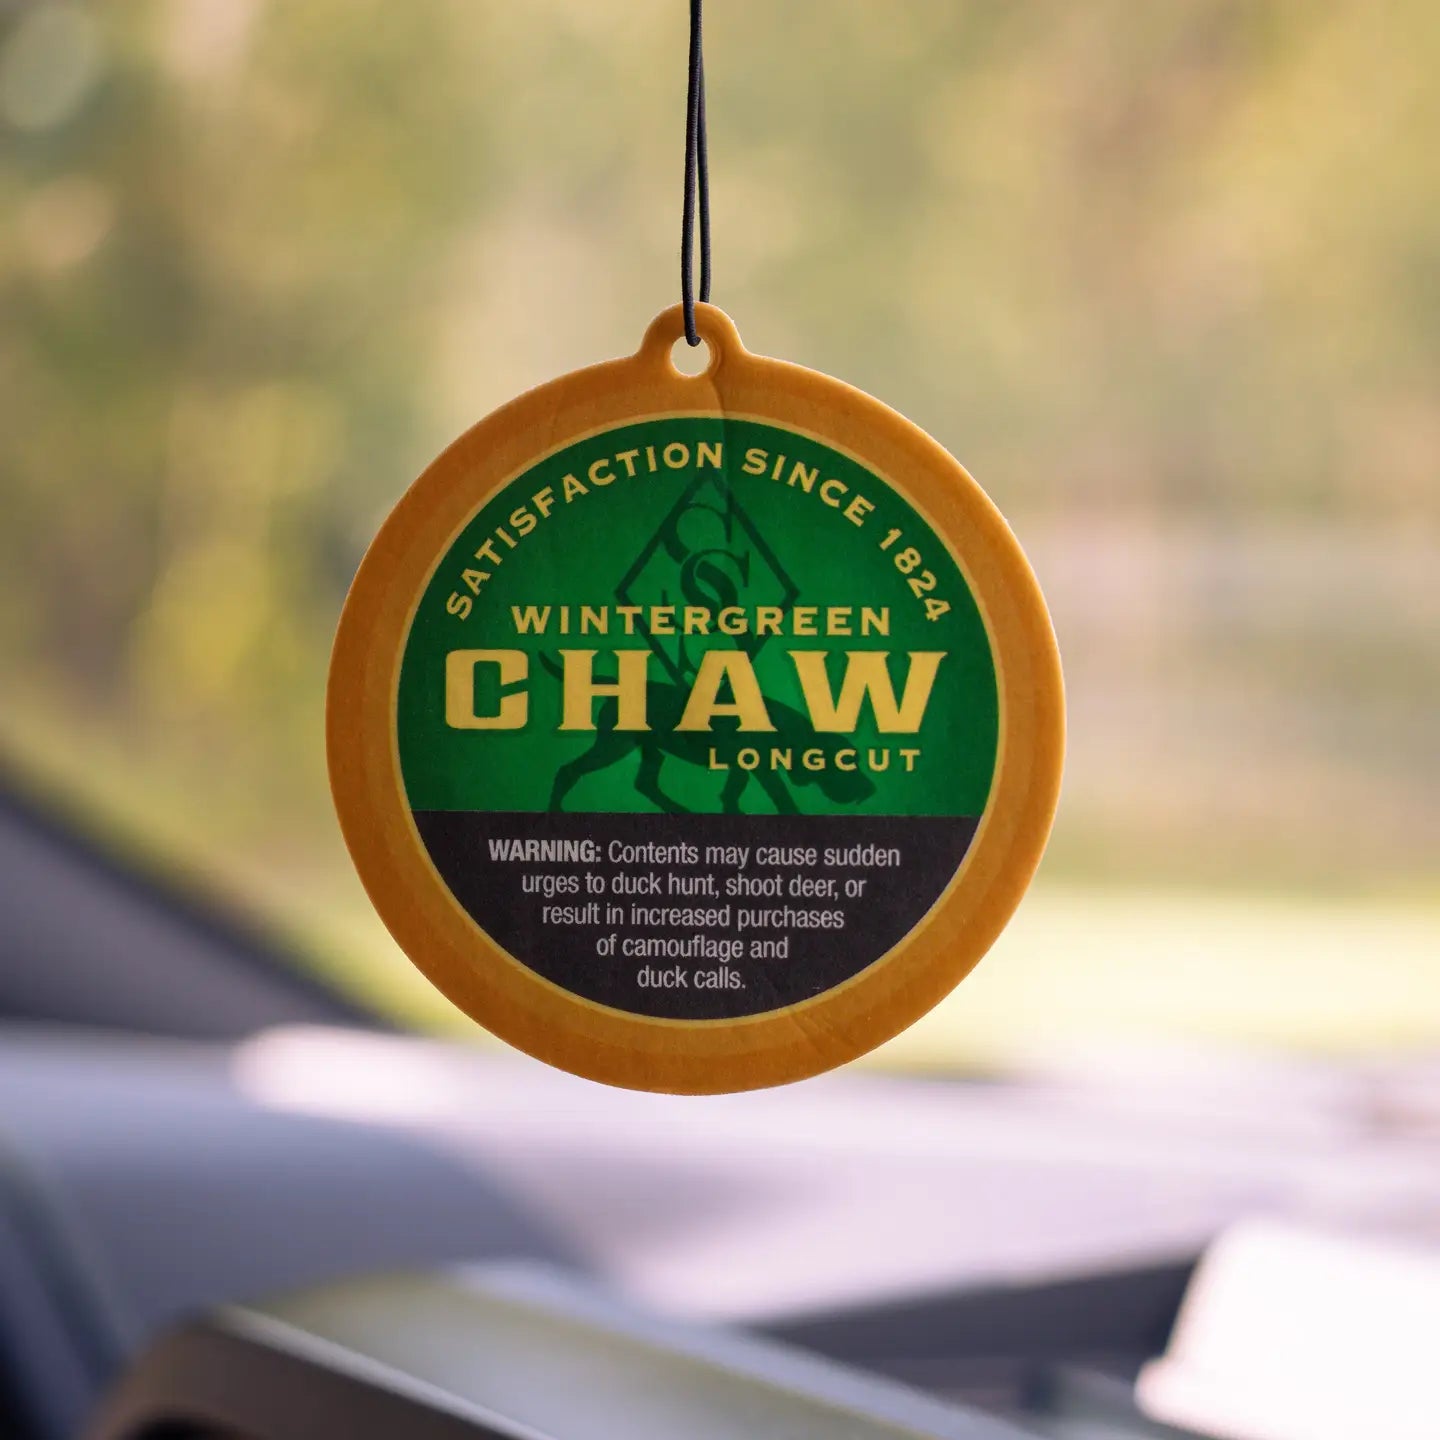 SATISFACTION SINCE 1824
WINTERGREEN
CHAW
LONGCUT
WARNING: Contents may cause sudden
urges to duck hunt, shoot deer, or
result in increased purchases
of camouflage and
duck calls.